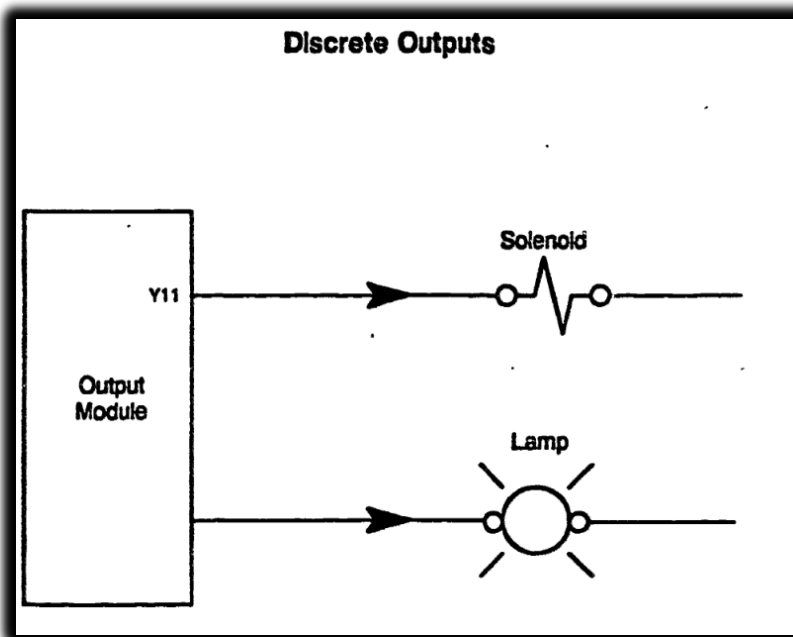 Discrete Outputs
Solenoid
Y11
Output
Module
Lamp